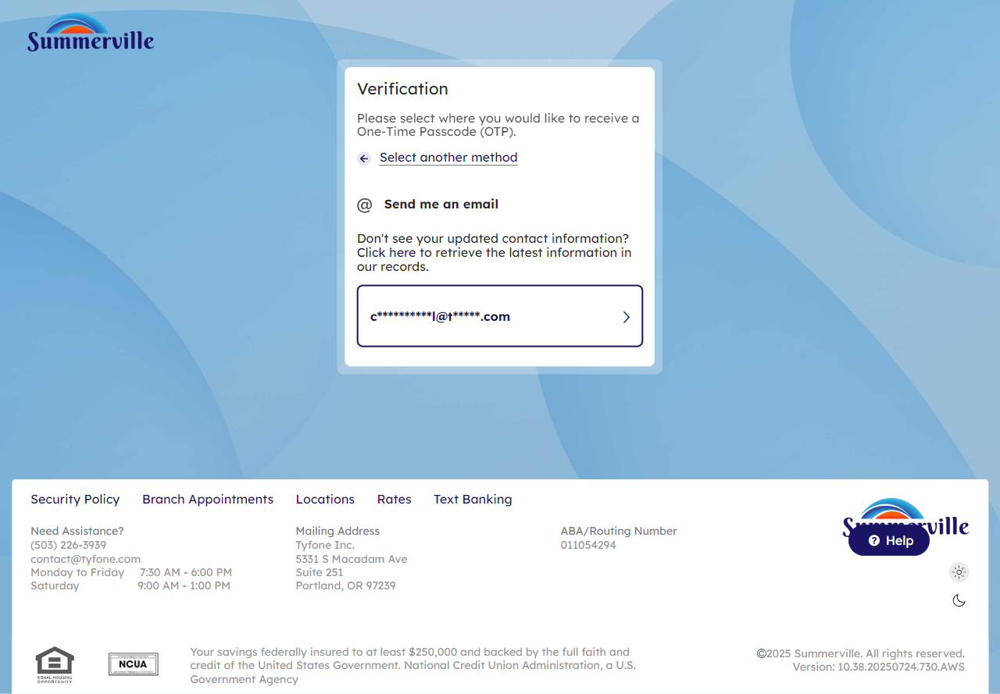 Summerville
Verification
Please select where you would like to receive a
One-Time Passcode (OTP).
Select another method
@ Send me an email
Don't see your updated contact information?
Click here to retrieve the latest information in
our records.
c**********l@t*****.com
Security Policy Branch Appointments Locations Rates Text Banking
Need Assistance?
(503) 226-3939
contact@tyfone.com
Monday to Friday 7:30 AM - 6:00 PM
Saturday 9:00 AM - 1:00 PM
Mailing Address
Tyfone Inc.
5331 S Macadam Ave
Suite 251
Portland, OR 97239
ABA/Routing Number
011054294
Summerville
Help
EQUAL HOUSING
OPPORTUNITY
NCUA
Your savings federally insured to at least $250,000 and backed by the full faith and
credit of the United States Government. National Credit Union Administration, a U.S.
Government Agency
©2025 Summerville. All rights reserved.
Version: 10.38.20250724.730.AWS